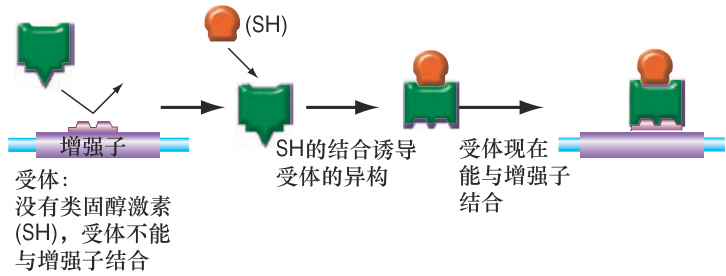 (SH)
增强子
受体：
没有类固醇激素
(SH)，受体不能
与增强子结合
SH的结合诱导
受体的异构
受体现在
能与增强子
结合